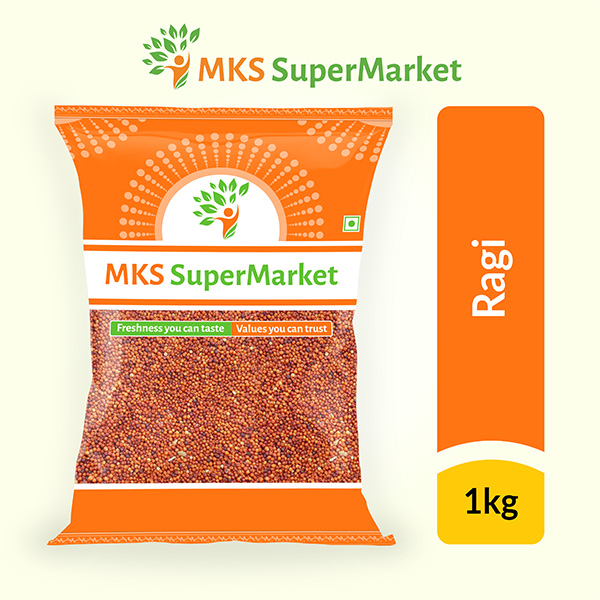 MKS SuperMarket
MKS SuperMarket
Freshness you can taste Values you can trust
Ragi
1kg